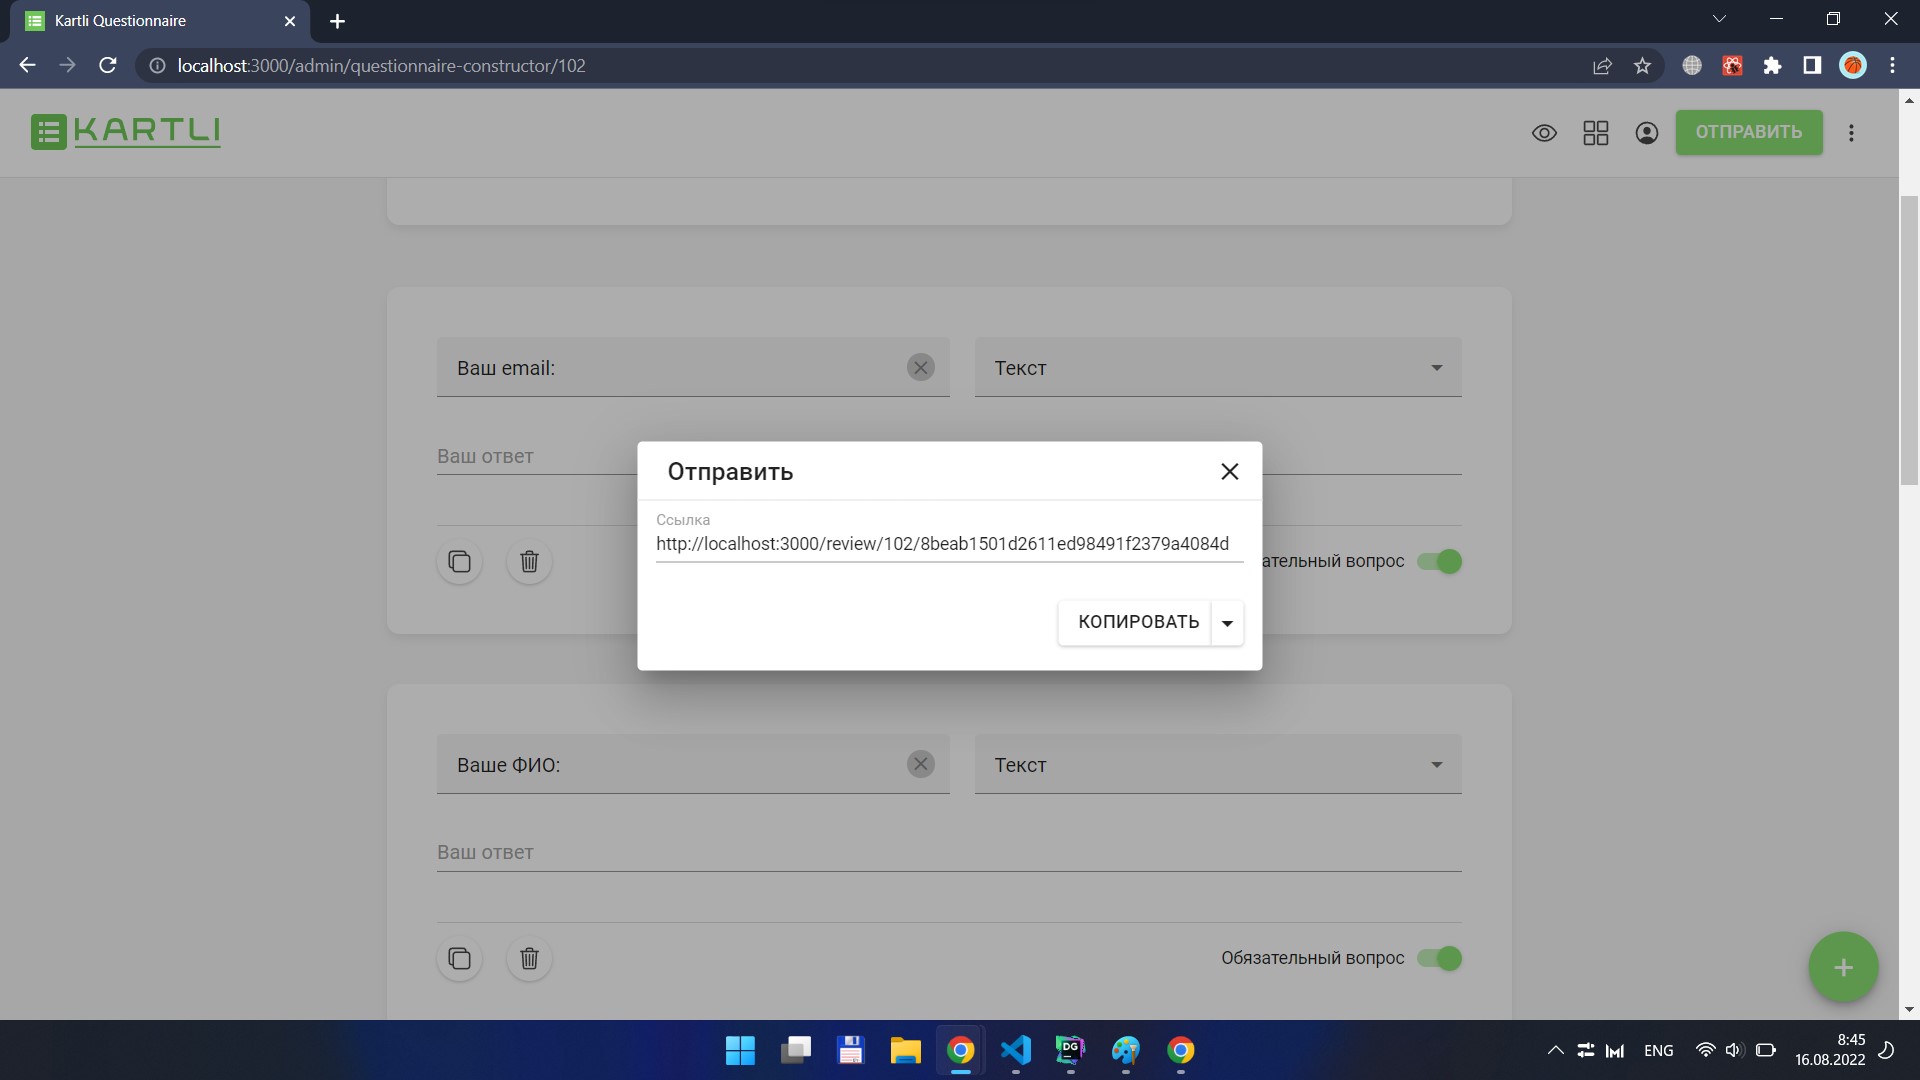 Kartli Questionnaire
localhost:3000/admin/questionnaire-constructor/102
KARTLI
ОТПРАВИТЬ
Ваш email:
Текст
Ваш ответ
Отправить
Ссылка
http://localhost:3000/review/102/8beab1501d2611ed98491f2379a4084d
ательный вопрос
КОПИРОВАТЬ
Ваше ФИО:
Текст
Ваш ответ
Обязательный вопрос
DG
ENG
8:45
16.08.2022